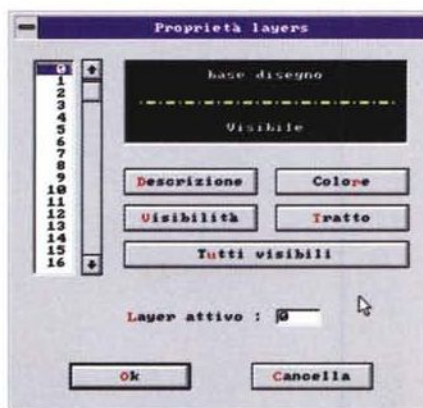 Proprietà layers
0
1
2
3
4
5
6
7
8
9
10
11
12
13
14
15
16
base disegno
Visibile
Descrizione
Colore
Visibilità
Tratto
Tutti visibili
Layer attivo : 0
Ok
Cancella